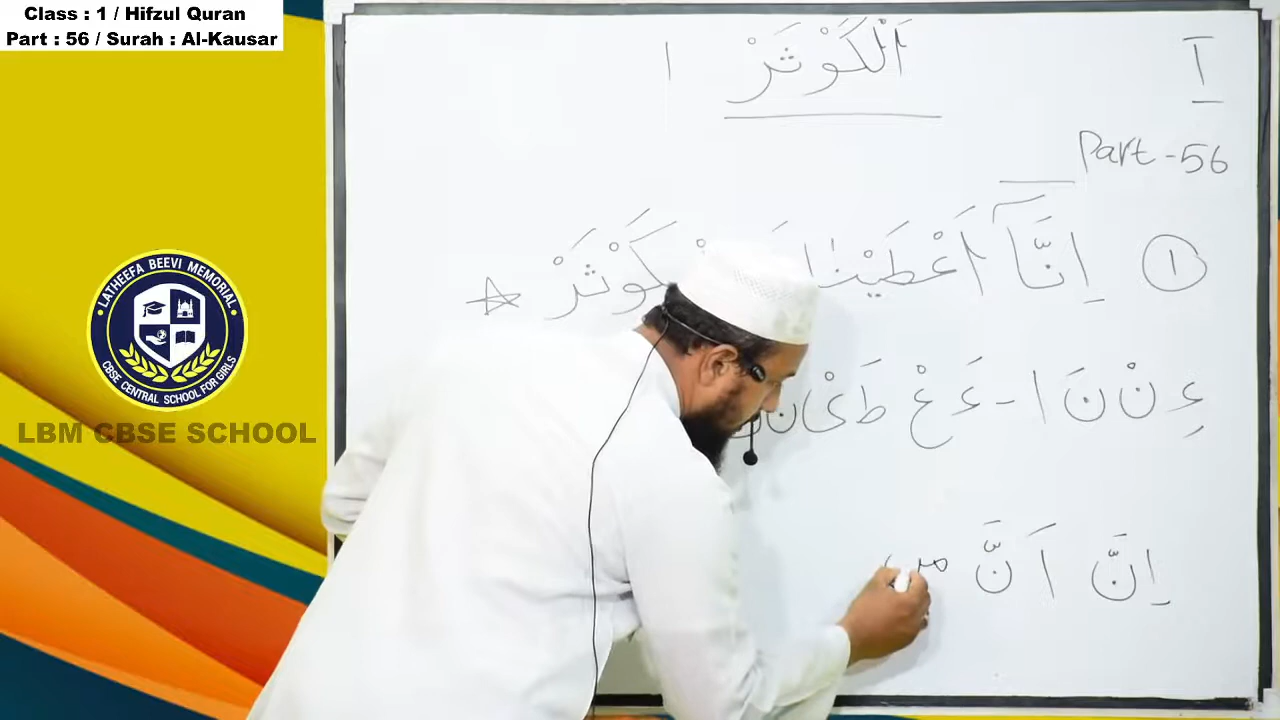 Class : 1 / Hifzul Quran
Part : 56 / Surah : Al-Kausar
آ اَلْكَوْثَرْ ١
Part - 56
١ اِنَّآ اَعْطَيْنٰا كَوْثَرْ
ءِ نْ نَ ا - ءَ عْ طَ ىْ ن
اِنَّ اَ نَّ من
LATHEEFA BEEVI MEMORIAL
CBSE CENTRAL SCHOOL FOR GIRLS
LBM CBSE SCHOOL